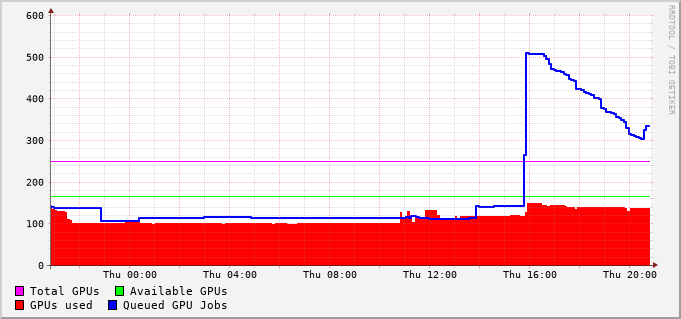 600
500
400
300
200
100
0
Thu 00:00 Thu 04:00 Thu 08:00 Thu 12:00 Thu 16:00 Thu 20:00
Total GPUs Available GPUs
GPUs used Queued GPU Jobs
RRDTOOL / TOBI OETIKER